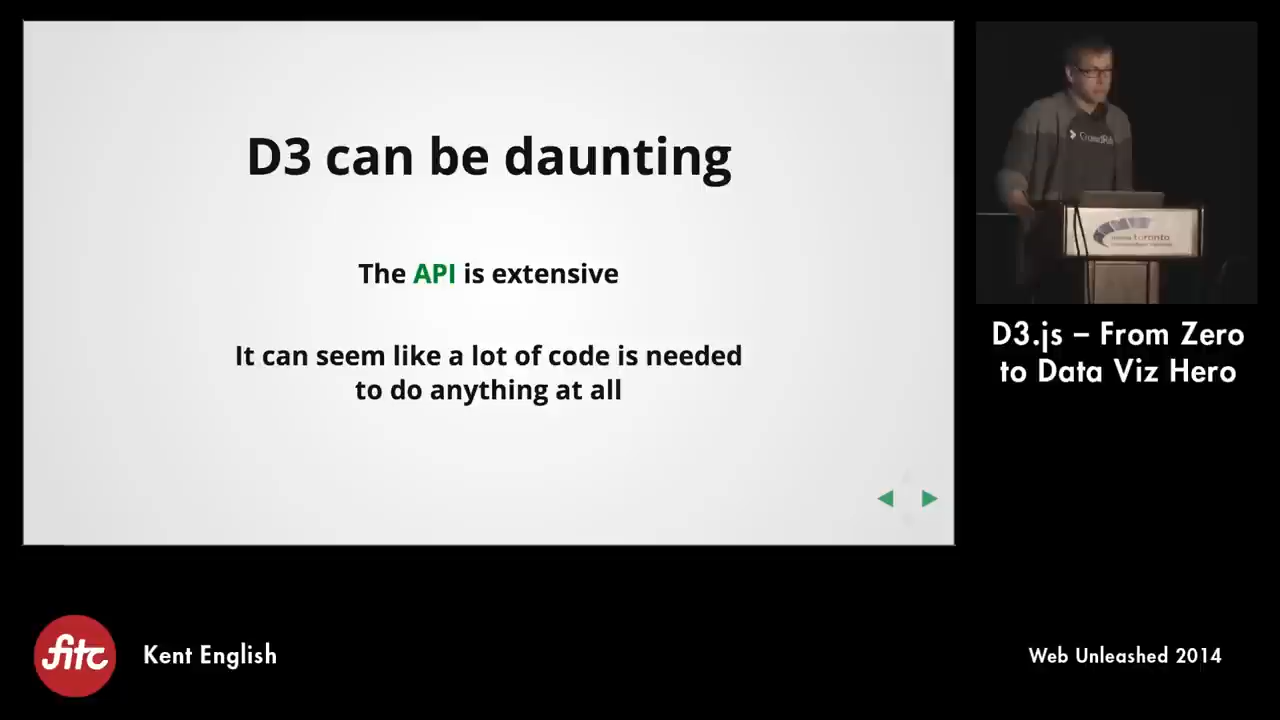 D3 can be daunting
The API is extensive
It can seem like a lot of code is needed
to do anything at all
D3.js – From Zero
to Data Viz Hero
fitc
Kent English
Web Unleashed 2014
toronto